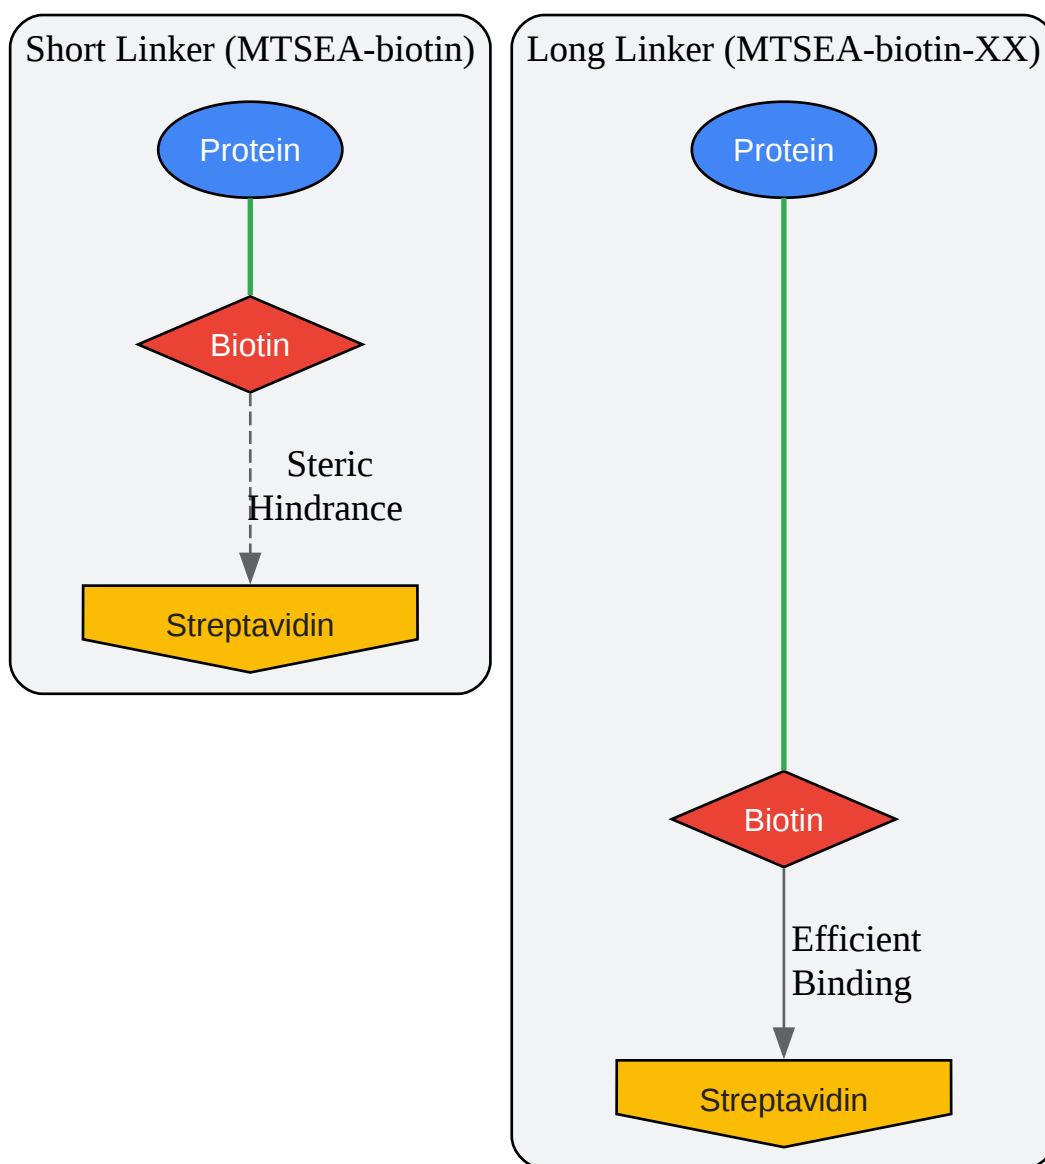 Short Linker (MTSEA-biotin)
Protein
Biotin
Steric
Hindrance
Streptavidin
Long Linker (MTSEA-biotin-XX)
Protein
Biotin
Efficient
Binding
Streptavidin